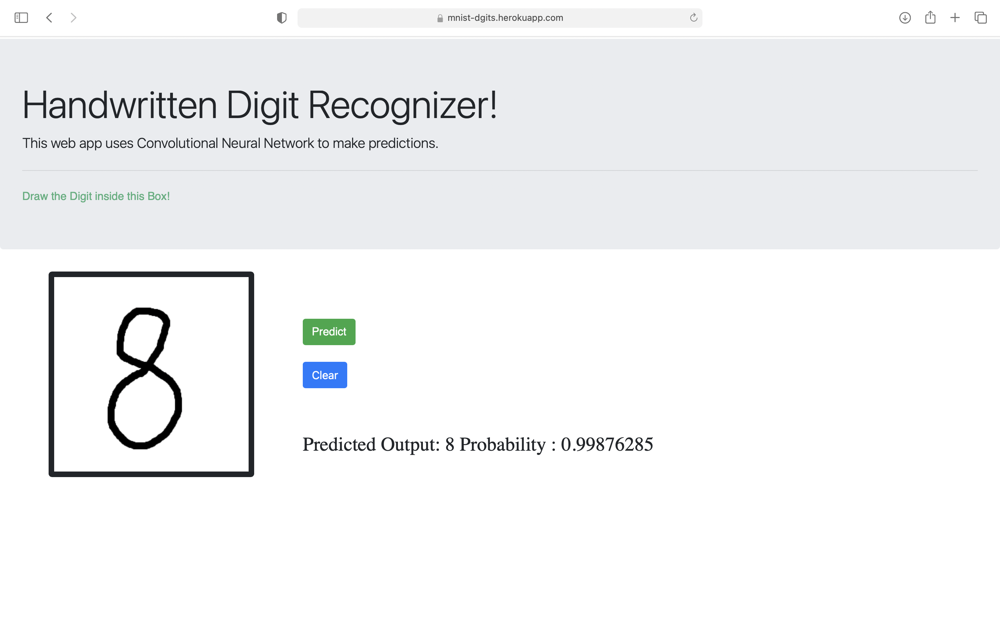 mnist-dgits.herokuapp.com
Handwritten Digit Recognizer!
This web app uses Convolutional Neural Network to make predictions.
Draw the Digit inside this Box!
8
Predict
Clear
Predicted Output: 8 Probability : 0.99876285